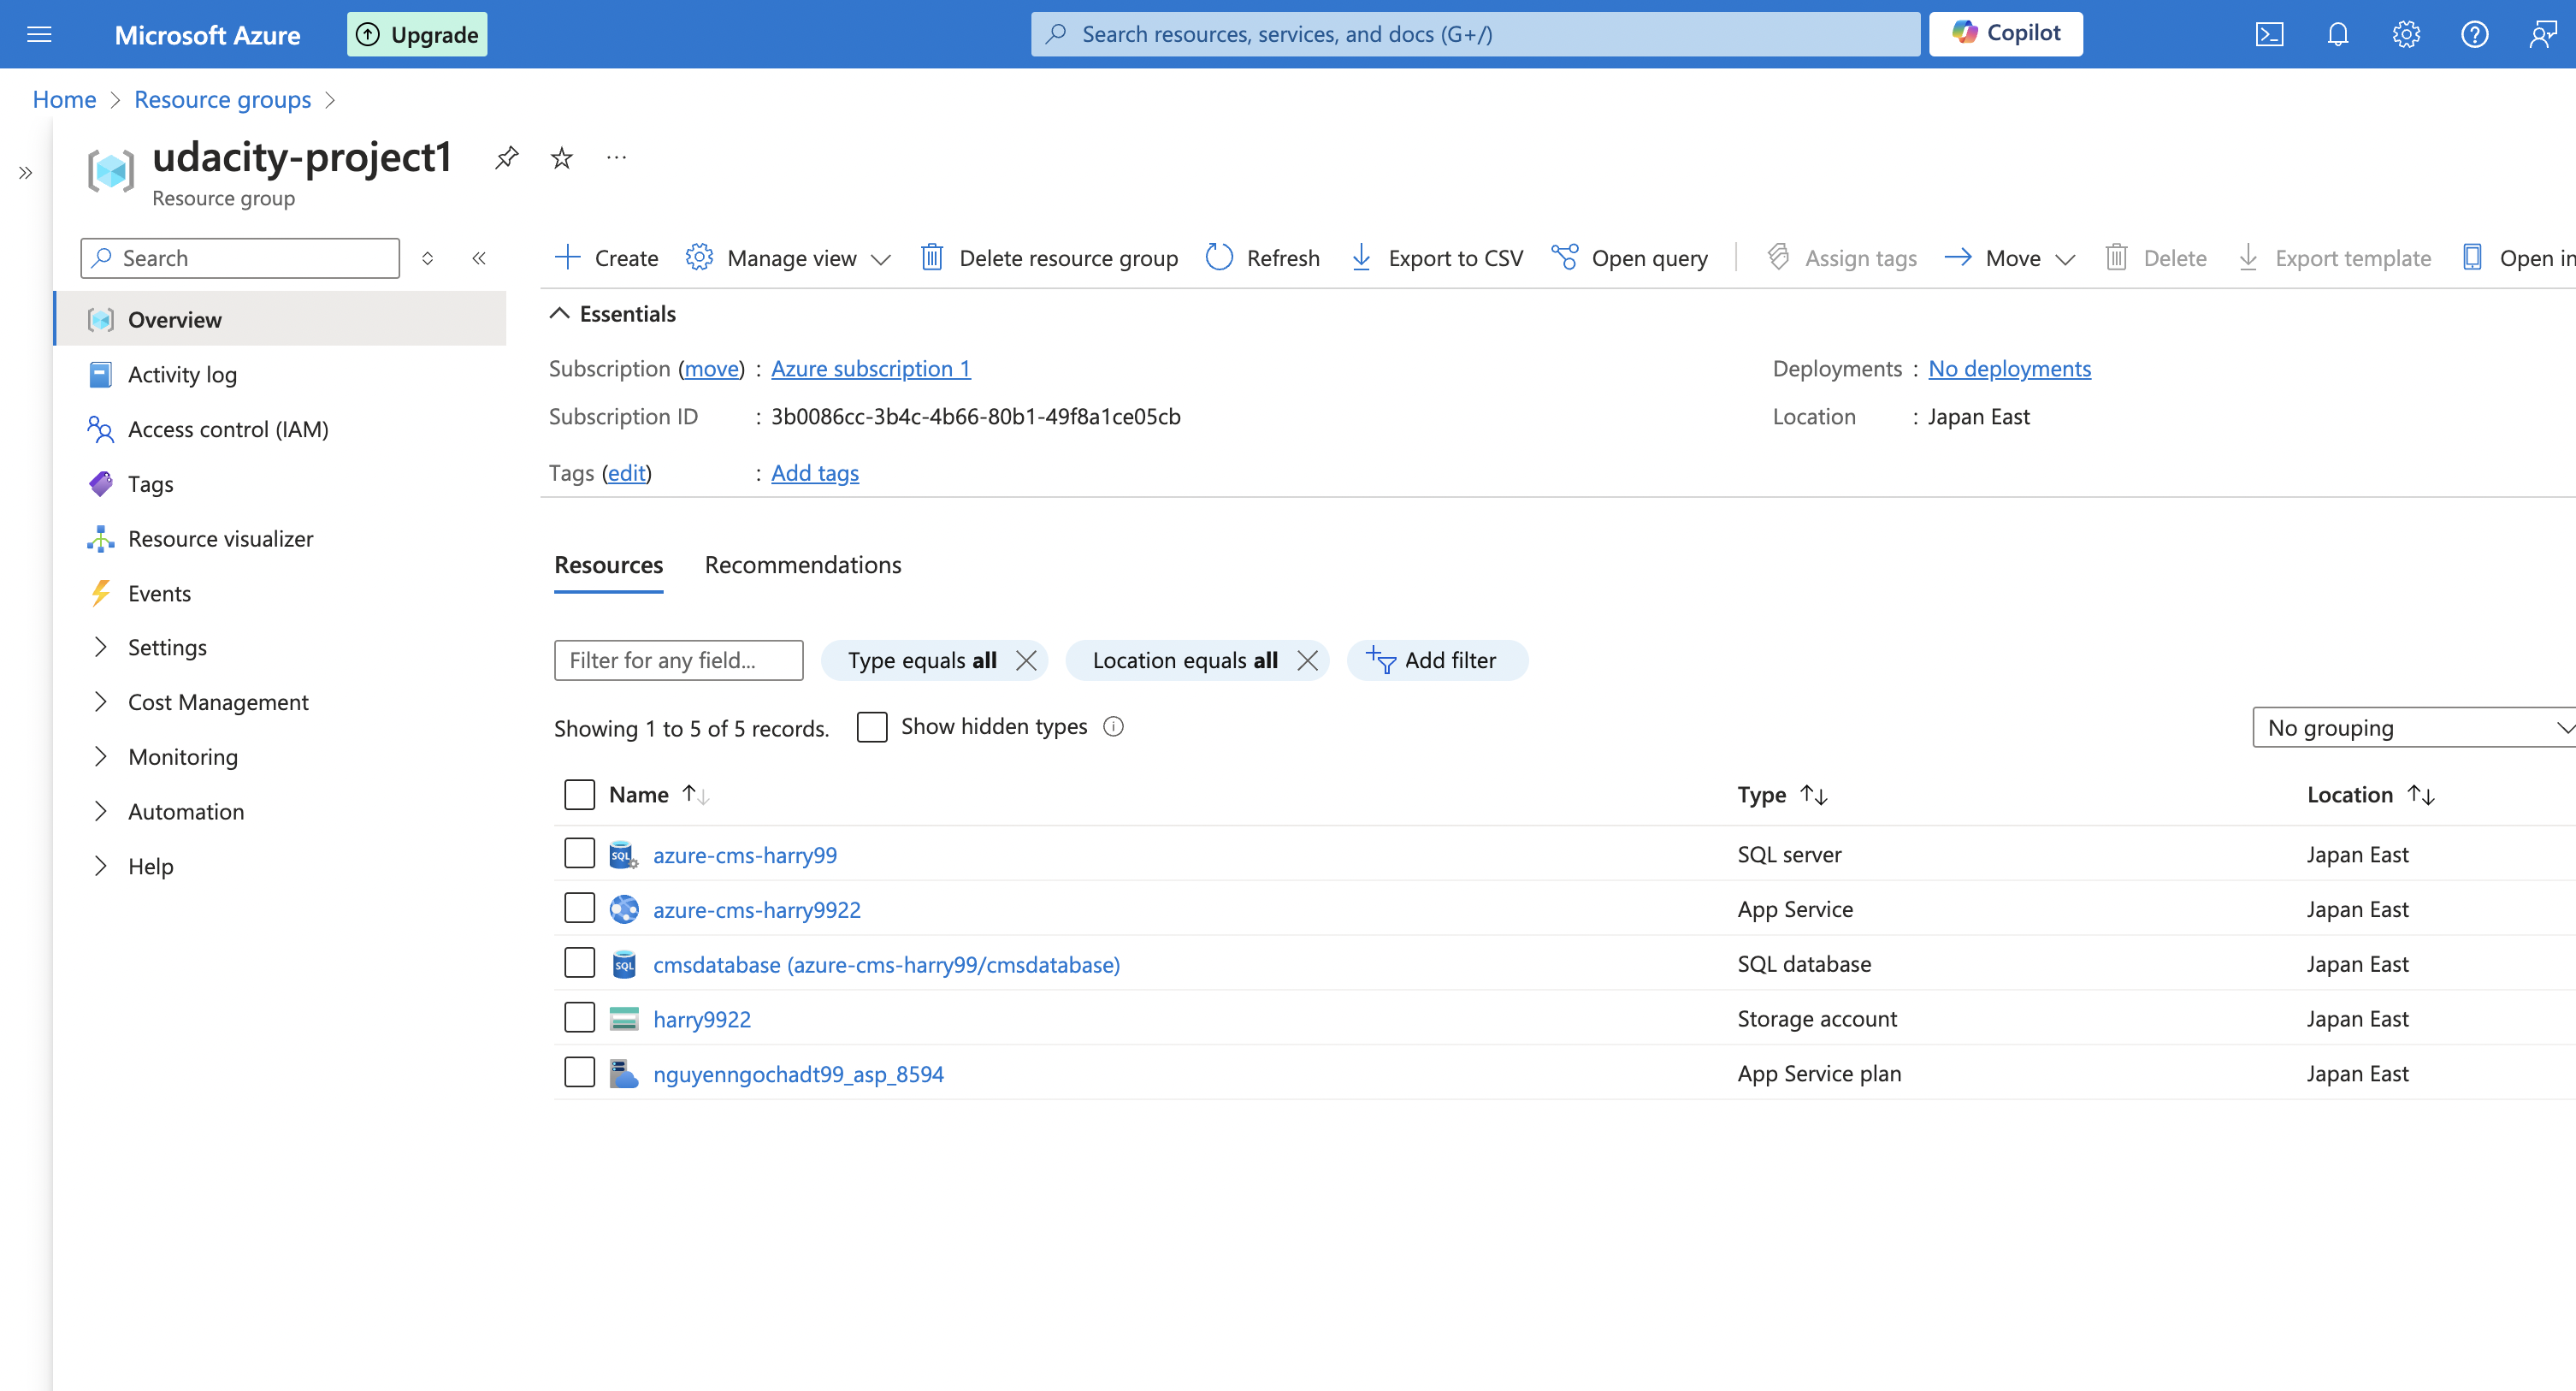 Microsoft Azure
Upgrade
Search resources, services, and docs (G+/)
Copilot
Home > Resource groups >
udacity-project1
Resource group
Search
Create
Manage view
Delete resource group
Refresh
Export to CSV
Open query
Assign tags
Move
Delete
Export template
Open in
Overview
Activity log
Access control (IAM)
Tags
Resource visualizer
Events
Settings
Cost Management
Monitoring
Automation
Help
Essentials
Subscription (move) : Azure subscription 1
Deployments : No deployments
Subscription ID : 3b0086cc-3b4c-4b66-80b1-49f8a1ce05cb
Location : Japan East
Tags (edit) : Add tags
Resources
Recommendations
Filter for any field...
Type equals all
Location equals all
Add filter
Showing 1 to 5 of 5 records.
Show hidden types
No grouping
Name Type Location
azure-cms-harry99 SQL server Japan East
azure-cms-harry9922 App Service Japan East
cmsdatabase (azure-cms-harry99/cmsdatabase) SQL database Japan East
harry9922 Storage account Japan East
nguyenngochadt99_asp_8594 App Service plan Japan East